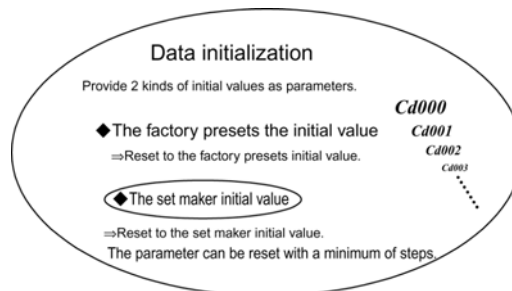 Data initialization
Provide 2 kinds of initial values as parameters.
Cd000
◆The factory presets the initial value
Cd001
⇒Reset to the factory presets initial value.
Cd002
Cd003
◆The set maker initial value
⇒Reset to the set maker initial value.
The parameter can be reset with a minimum of steps.